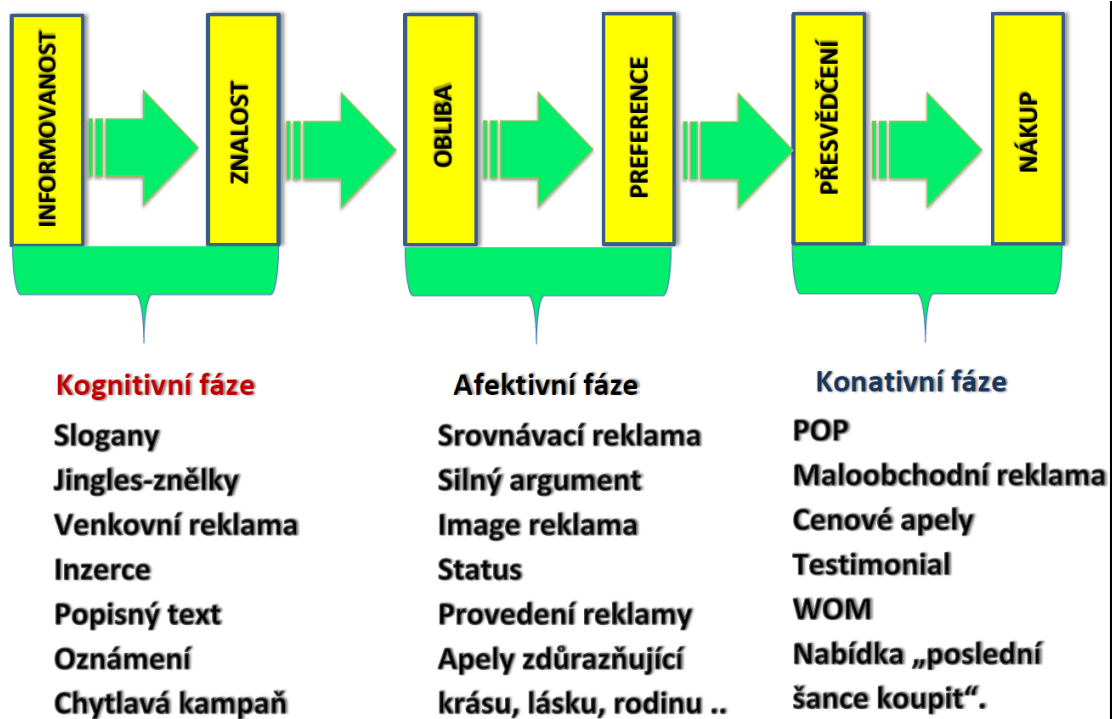 INFORMOVANOST
ZNALOST
OBLIBA
PREFERENCE
PŘESVĚDČENÍ
NÁKUP
Kognitivní fáze
Slogany
Jingles-znělky
Venkovní reklama
Inzerce
Popisný text
Oznámení
Chytlavá kampaň
Afektivní fáze
Srovnávací reklama
Silný argument
Image reklama
Status
Provedení reklamy
Apely zdůrazňující
krásu, lásku, rodinu ..
Konativní fáze
POP
Maloobchodní reklama
Cenové apely
Testimonial
WOM
Nabídka „poslední
šance koupit“.